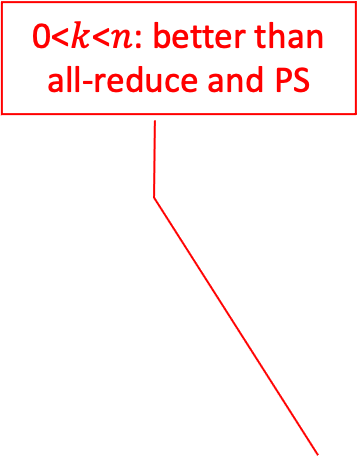 0<𝑘<𝑛: better than
all-reduce and PS